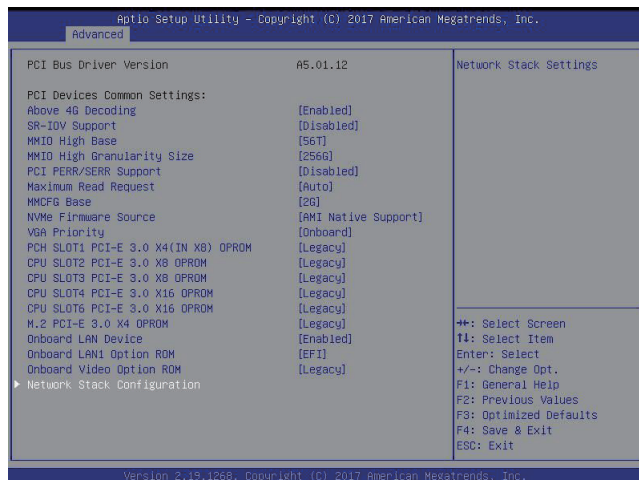 Aptio Setup Utility – Copyright (C) 2017 American Megatrends, Inc.
Advanced
PCI Bus Driver Version A5.01.12
PCI Devices Common Settings:
Above 4G Decoding [Enabled]
SR-IOV Support [Disabled]
MMIO High Base [56T]
MMIO High Granularity Size [256G]
PCI PERR/SERR Support [Disabled]
Maximum Read Request [Auto]
MMCFG Base [2G]
NVMe Firmware Source [AMI Native Support]
VGA Priority [Onboard]
PCH SLOT1 PCI-E 3.0 X4(IN X8) OPROM [Legacy]
CPU SLOT2 PCI-E 3.0 X8 OPROM [Legacy]
CPU SLOT3 PCI-E 3.0 X8 OPROM [Legacy]
CPU SLOT4 PCI-E 3.0 X16 OPROM [Legacy]
CPU SLOT6 PCI-E 3.0 X16 OPROM [Legacy]
M.2 PCI-E 3.0 X4 OPROM [Legacy]
Onboard LAN Device [Enabled]
Onboard LAN1 Option ROM [EFI]
Onboard Video Option ROM [Legacy]
Network Stack Configuration
Network Stack Settings
→←: Select Screen
↑↓: Select Item
Enter: Select
+/-: Change Opt.
F1: General Help
F2: Previous Values
F3: Optimized Defaults
F4: Save & Exit
ESC: Exit
Version 2.19.1268. Copyright (C) 2017 American Megatrends, Inc.